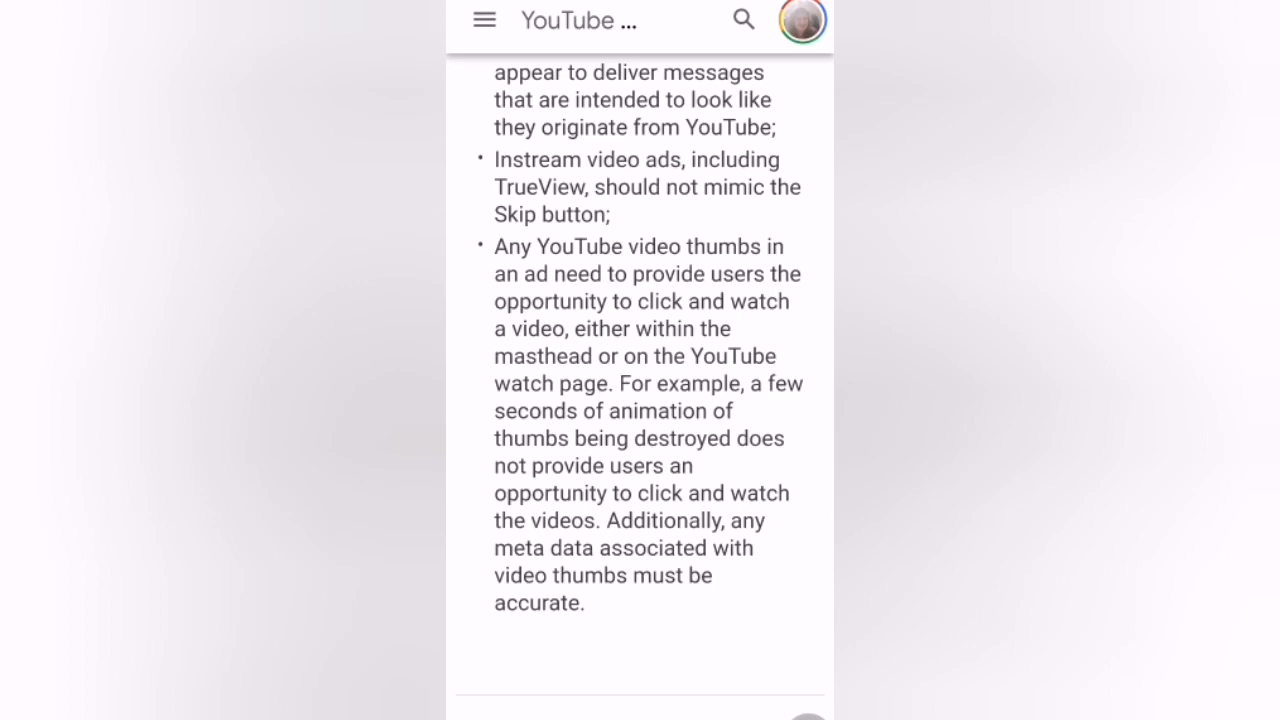 YouTube ...
appear to deliver messages
that are intended to look like
they originate from YouTube;
• Instream video ads, including
TrueView, should not mimic the
Skip button;
• Any YouTube video thumbs in
an ad need to provide users the
opportunity to click and watch
a video, either within the
masthead or on the YouTube
watch page. For example, a few
seconds of animation of
thumbs being destroyed does
not provide users an
opportunity to click and watch
the videos. Additionally, any
meta data associated with
video thumbs must be
accurate.